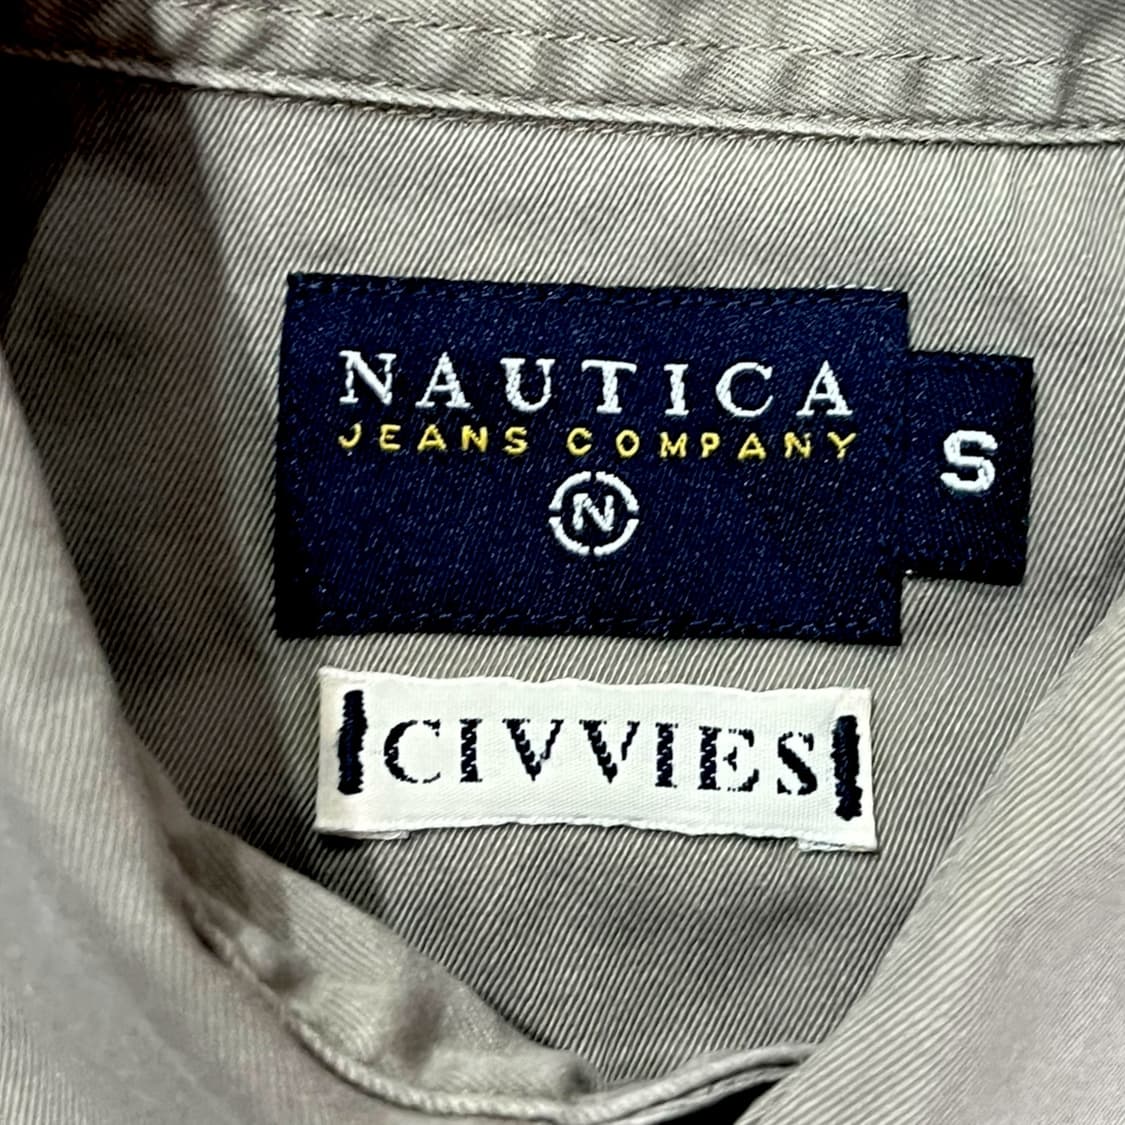 NAUTICA
JEANS COMPANY
N
S
CIVVIES